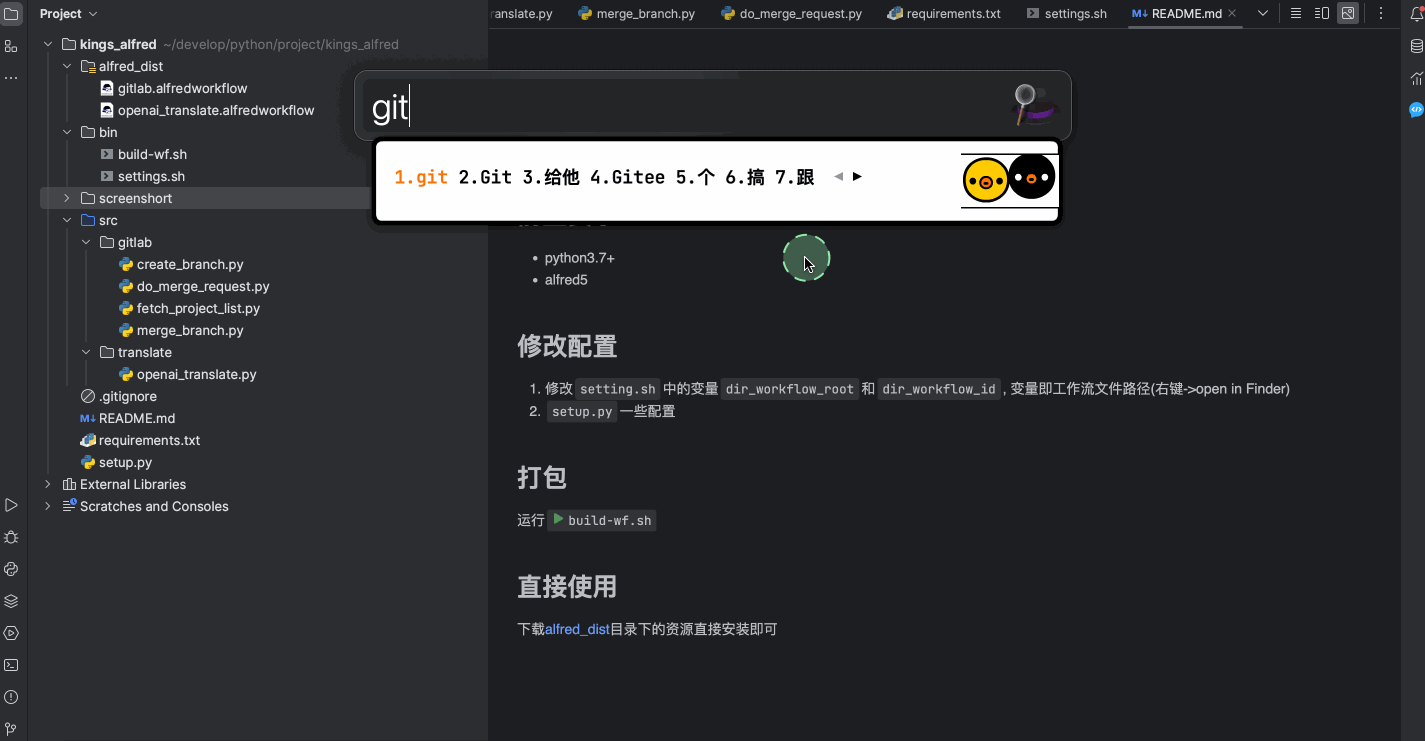 Project
ranslate.py merge_branch.py do_merge_request.py requirements.txt settings.sh README.md
kings_alfred ~/develop/python/project/kings_alfred
alfred_dist
gitlab.alfredworkflow
openai_translate.alfredworkflow
bin
build-wf.sh
settings.sh
screenshort
src
gitlab
create_branch.py
do_merge_request.py
fetch_project_list.py
merge_branch.py
translate
openai_translate.py
.gitignore
M↓ README.md
requirements.txt
setup.py
External Libraries
Scratches and Consoles
git
1.git 2.Git 3.给他 4.Gitee 5.个 6.搞 7.跟
• python3.7+
• alfred5
修改配置
1. 修改 setting.sh 中的变量 dir_workflow_root 和 dir_workflow_id , 变量即工作流文件路径(右键->open in Finder)
2. setup.py 一些配置
打包
运行 build-wf.sh
直接使用
下载alfred_dist目录下的资源直接安装即可